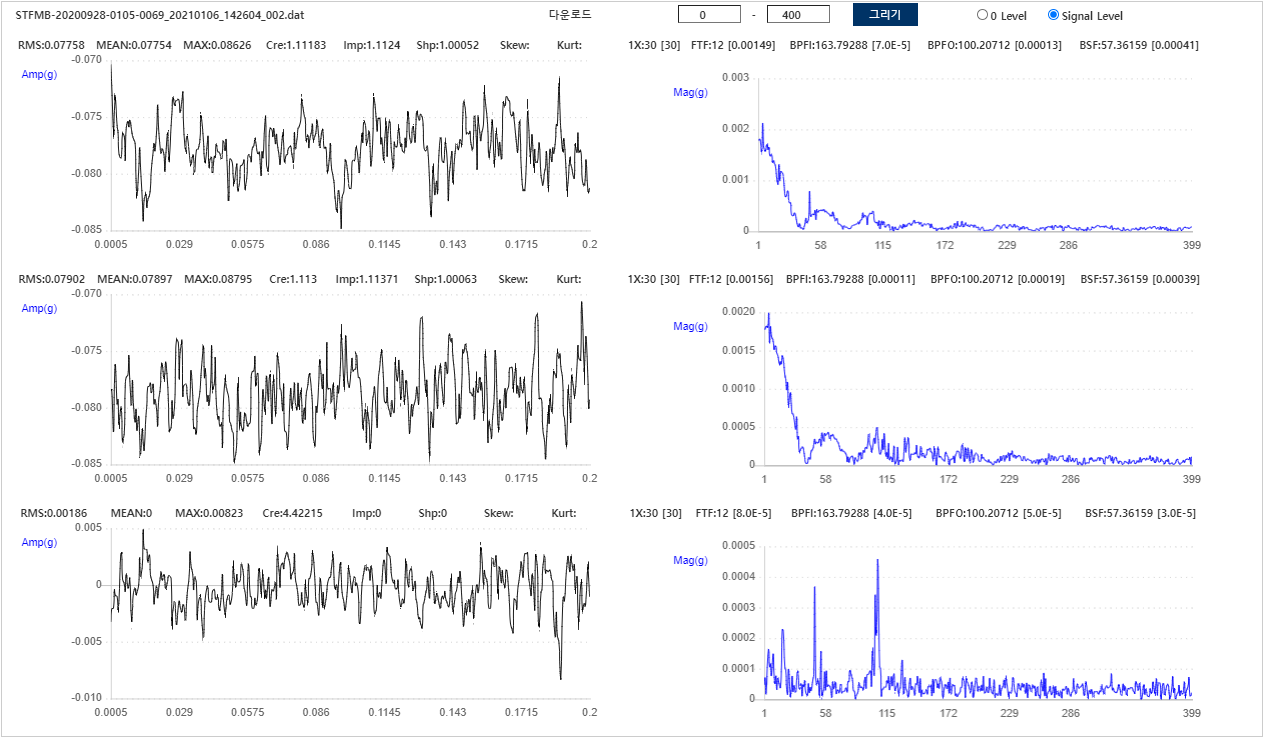 STFMB-20200928-0105-0069_20210106_142604_002.dat 다운로드 0 - 400 그리기 0 Level Signal Level
RMS:0.07758 MEAN:0.07754 MAX:0.08626 Cre:1.11183 Imp:1.1124 Shp:1.00052 Skew: Kurt:
Amp(g)
-0.070
-0.075
-0.080
-0.085
0.0005 0.029 0.0575 0.086 0.1145 0.143 0.1715 0.2
1X:30 [30] FTF:12 [0.00149] BPFI:163.79288 [7.0E-5] BPFO:100.20712 [0.00013] BSF:57.36159 [0.00041]
Mag(g)
0.003
0.002
0.001
0
1 58 115 172 229 286 399
RMS:0.07902 MEAN:0.07897 MAX:0.08795 Cre:1.113 Imp:1.11371 Shp:1.00063 Skew: Kurt:
Amp(g)
-0.070
-0.075
-0.080
-0.085
0.0005 0.029 0.0575 0.086 0.1145 0.143 0.1715 0.2
1X:30 [30] FTF:12 [0.00156] BPFI:163.79288 [0.00011] BPFO:100.20712 [0.00019] BSF:57.36159 [0.00039]
Mag(g)
0.0020
0.0015
0.0010
0.0005
0
1 58 115 172 229 286 399
RMS:0.00186 MEAN:0 MAX:0.00823 Cre:4.42215 Imp:0 Shp:0 Skew: Kurt:
Amp(g)
0.005
0
-0.005
-0.010
0.0005 0.029 0.0575 0.086 0.1145 0.143 0.1715 0.2
1X:30 [30] FTF:12 [8.0E-5] BPFI:163.79288 [4.0E-5] BPFO:100.20712 [5.0E-5] BSF:57.36159 [3.0E-5]
Mag(g)
0.0005
0.0004
0.0003
0.0002
0.0001
0
1 58 115 172 229 286 399